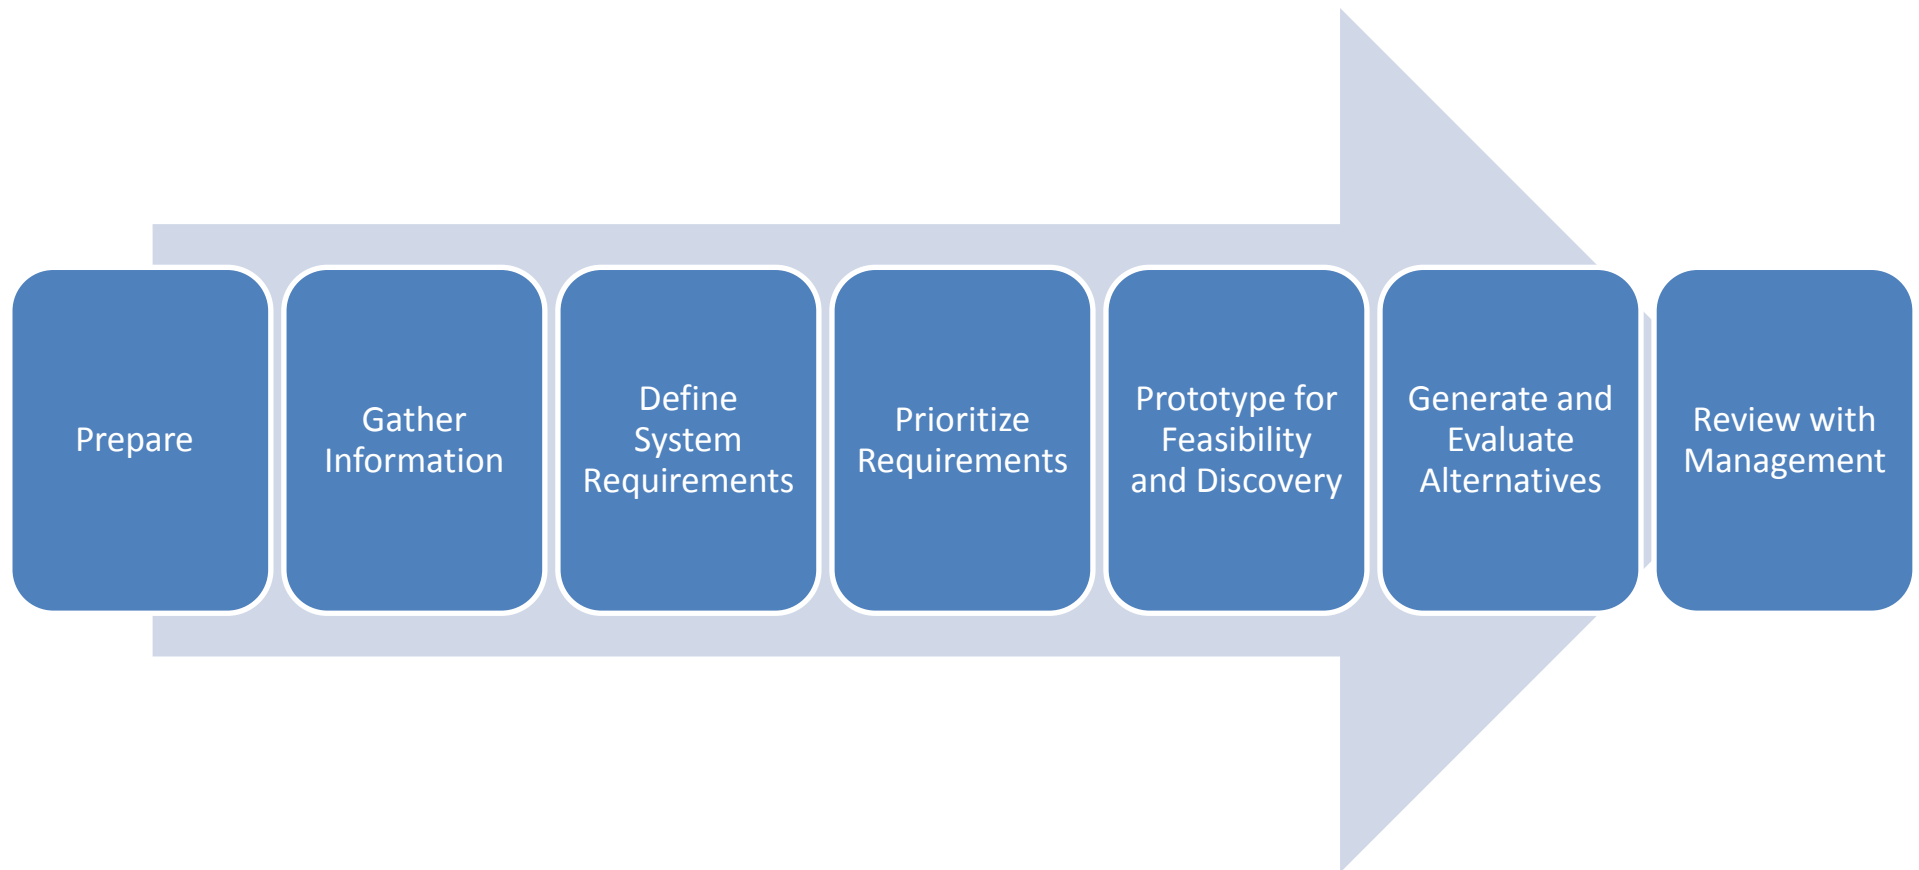 Prepare
Gather
Information
Define
System
Requirements
Prioritize
Requirements
Prototype for
Feasibility
and Discovery
Generate and
Evaluate
Alternatives
Review with
Management